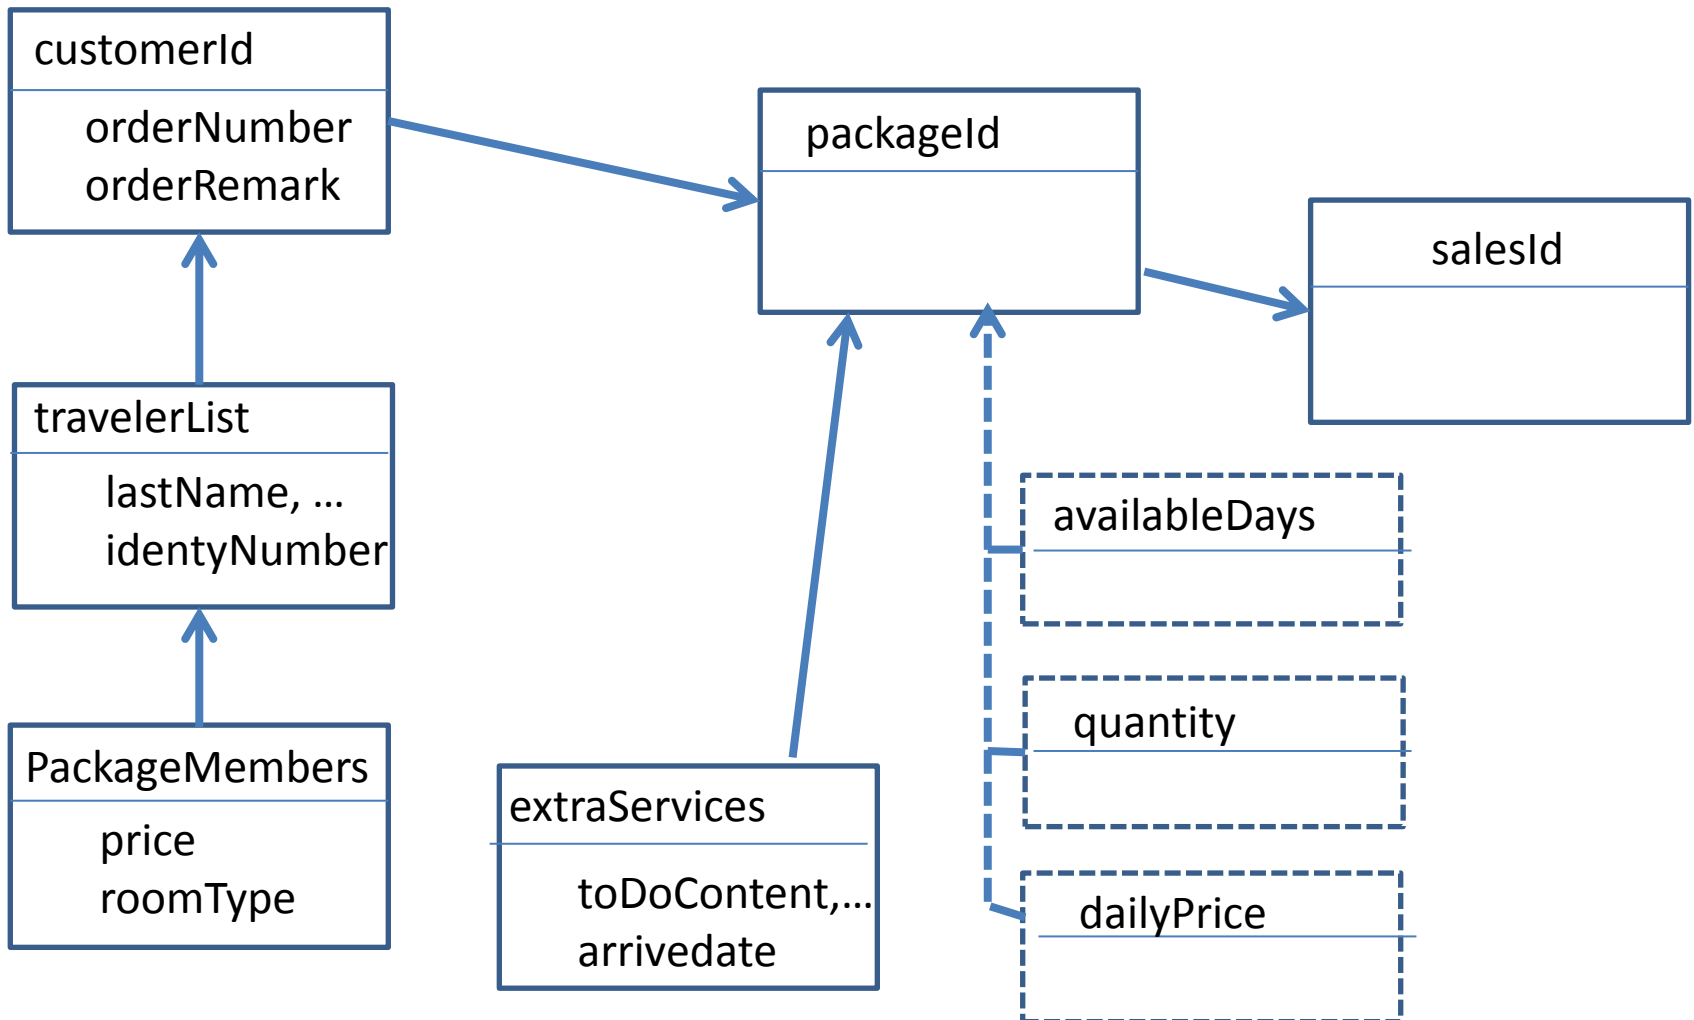 customerId
orderNumber
orderRemark
packageId
salesId
travelerList
lastName, ...
identyNumber
availableDays
quantity
PackageMembers
price
roomType
extraServices
toDoContent,...
arrivedate
dailyPrice